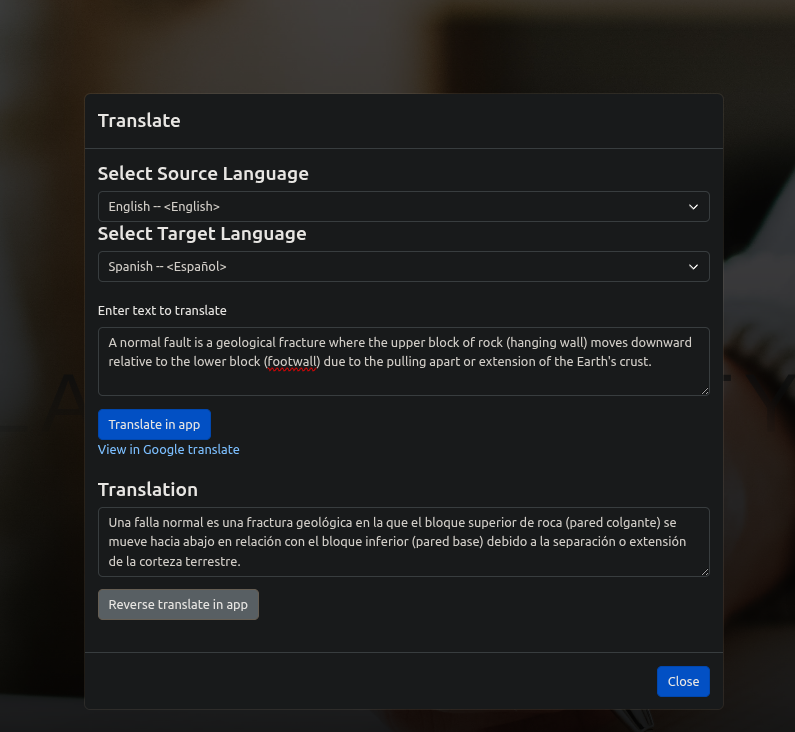 Translate
Select Source Language
English -- <English>
Select Target Language
Spanish -- <Español>
Enter text to translate
A normal fault is a geological fracture where the upper block of rock (hanging wall) moves downward
relative to the lower block (footwall) due to the pulling apart or extension of the Earth's crust.
Translate in app
View in Google translate
Translation
Una falla normal es una fractura geológica en la que el bloque superior de roca (pared colgante) se
mueve hacia abajo en relación con el bloque inferior (pared base) debido a la separación o extensión
de la corteza terrestre.
Reverse translate in app
Close